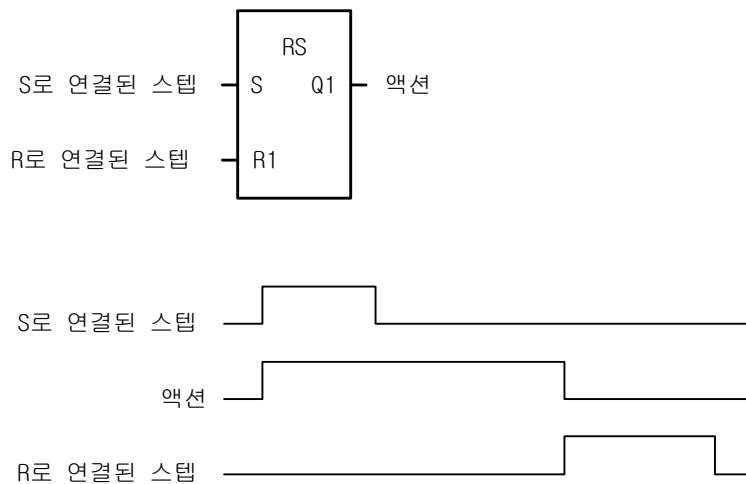 RS
S로 연결된 스텝 S Q1 액션
R로 연결된 스텝 R1
S로 연결된 스텝
액션
R로 연결된 스텝